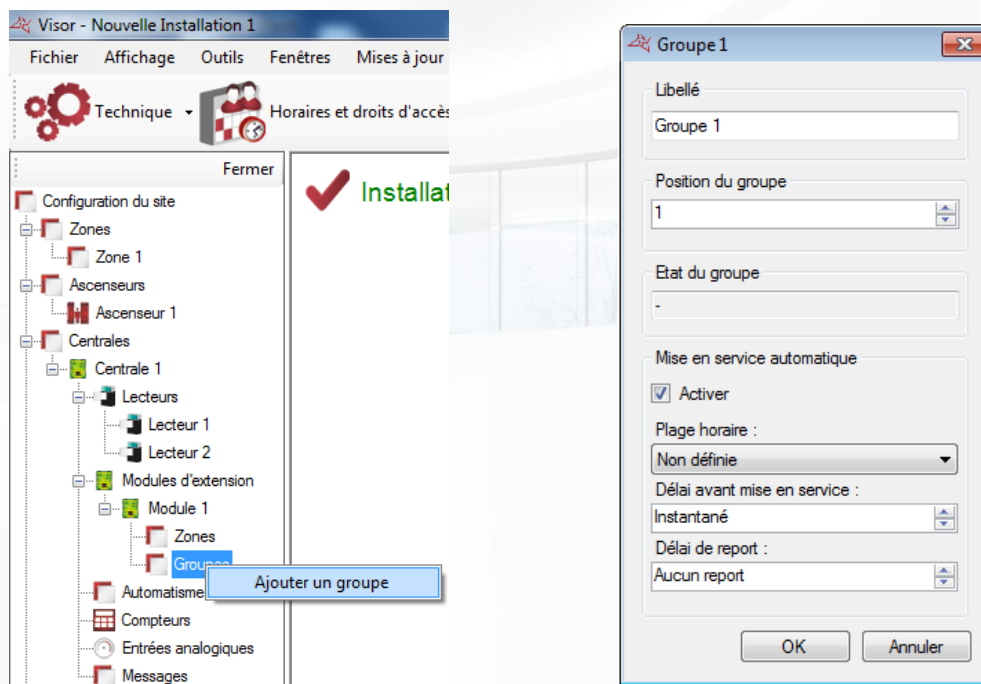 Visor - Nouvelle Installation 1
Fichier Affichage Outils Fenêtres Mises à jour
Technique Horaires et droits d'accès
Fermer
Configuration du site
Zones
Zone 1
Ascenseurs
Ascenseur 1
Centrales
Centrale 1
Lecteurs
Lecteur 1
Lecteur 2
Modules d'extension
Module 1
Zones
Groupes
Ajouter un groupe
Automatisme
Compteurs
Entrées analogiques
Messages
Installat
Groupe 1
Libellé
Groupe 1
Position du groupe
1
Etat du groupe
-
Mise en service automatique
Activer
Plage horaire :
Non définie
Délai avant mise en service :
Instantané
Délai de report :
Aucun report
OK Annuler